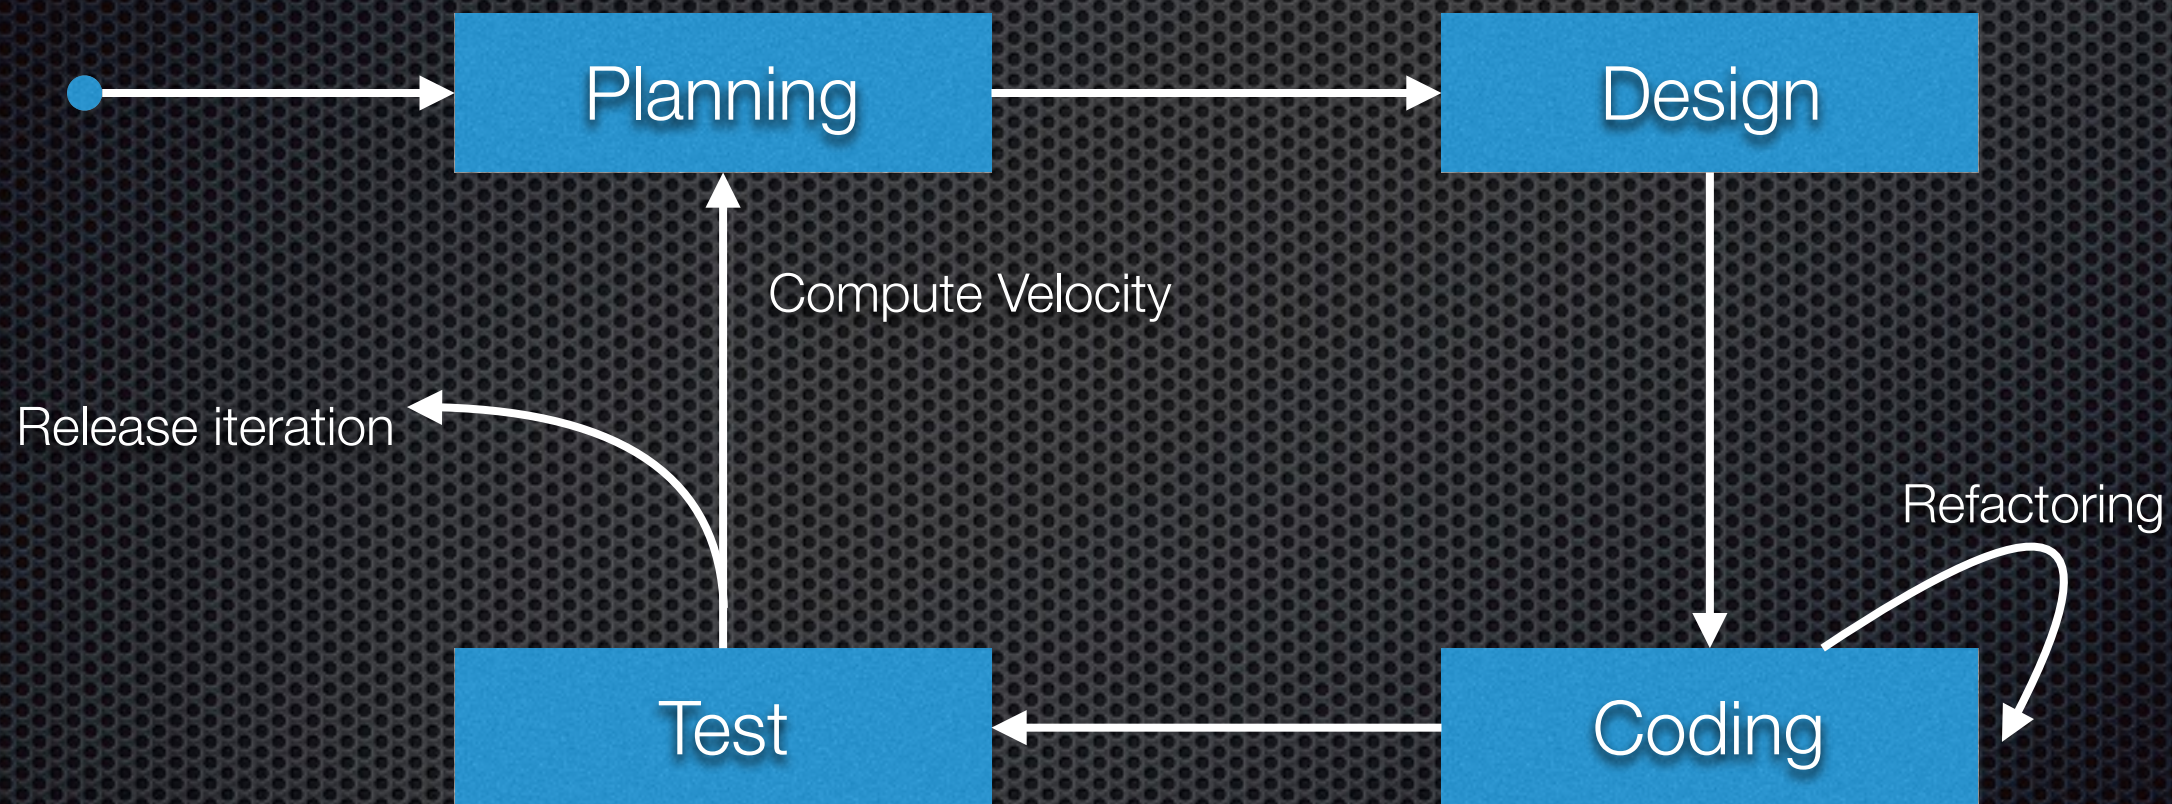 Planning
Design
Compute Velocity
Release iteration
Refactoring
Test
Coding